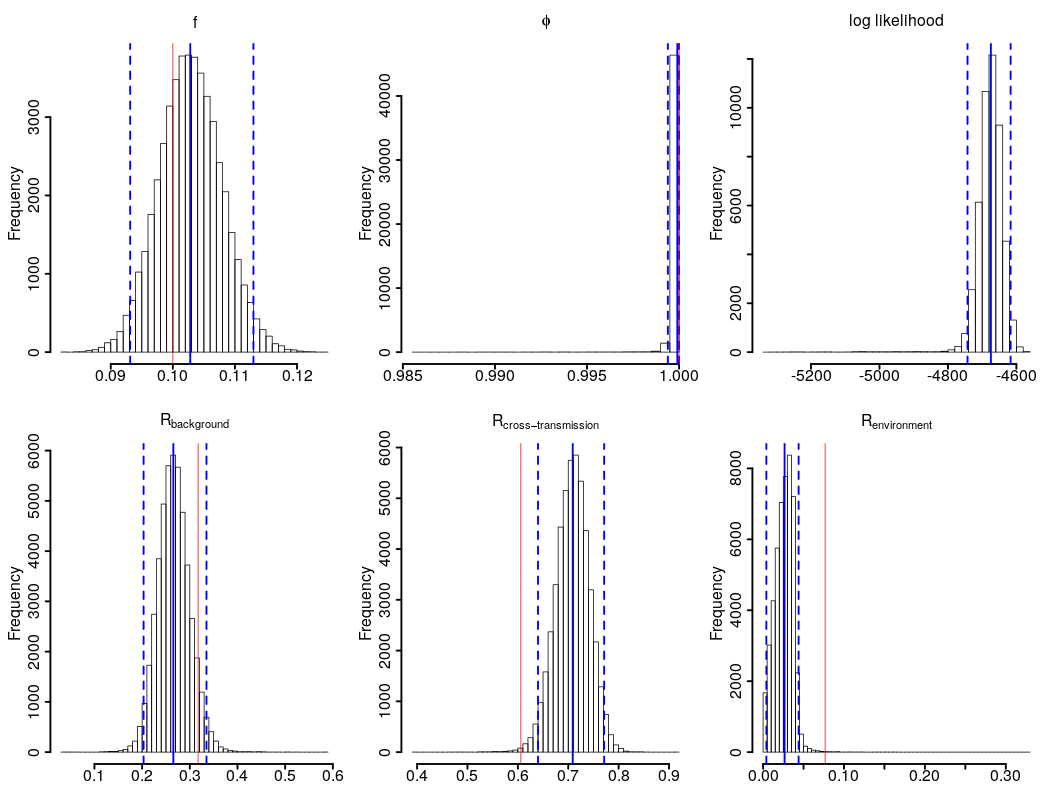 f
Frequency
0 1000 2000 3000
0.09 0.10 0.11 0.12
ϕ
Frequency
0 10000 20000 30000 40000
0.985 0.990 0.995 1.000
log likelihood
Frequency
0 2000 6000 10000
-5200 -5000 -4800 -4600
Rbackground
Frequency
0 1000 2000 3000 4000 5000 6000
0.1 0.2 0.3 0.4 0.5 0.6
Rcross−transmission
Frequency
0 1000 2000 3000 4000 5000 6000
0.4 0.5 0.6 0.7 0.8 0.9
Renvironment
Frequency
0 2000 4000 6000 8000
0.00 0.10 0.20 0.30